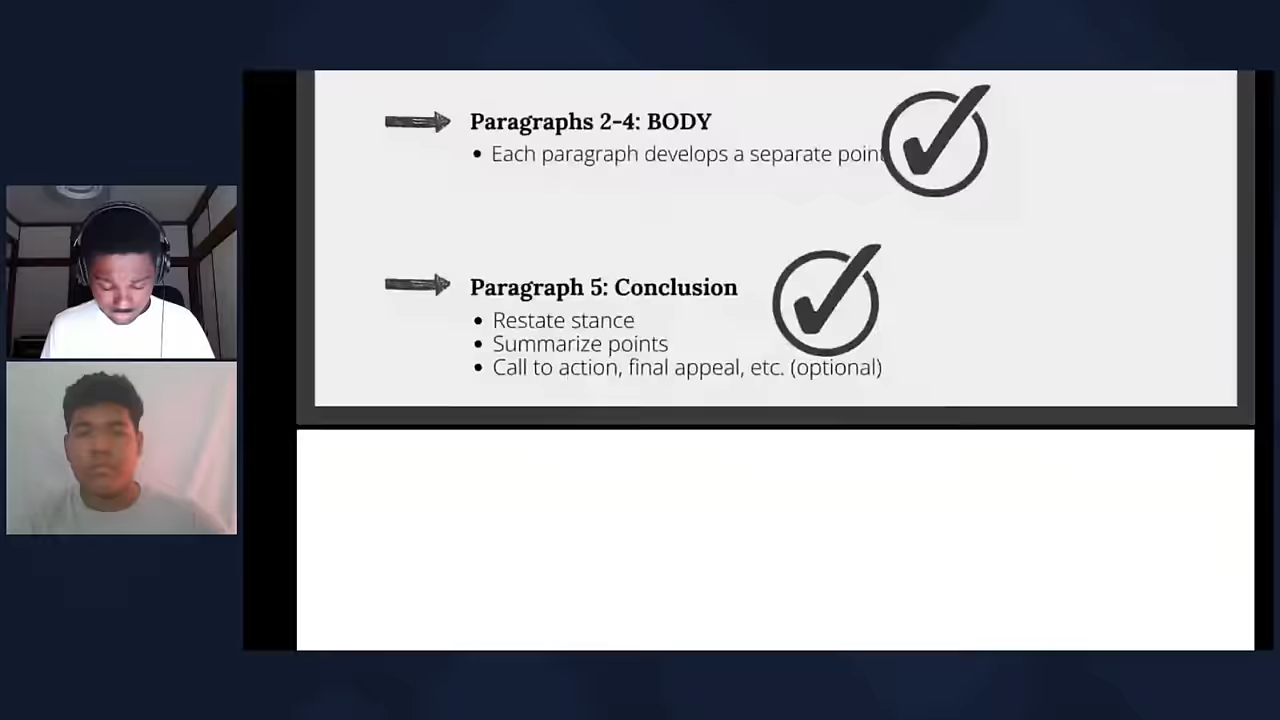 Paragraphs 2-4: BODY
• Each paragraph develops a separate point
Paragraph 5: Conclusion
• Restate stance
• Summarize points
• Call to action, final appeal, etc. (optional)